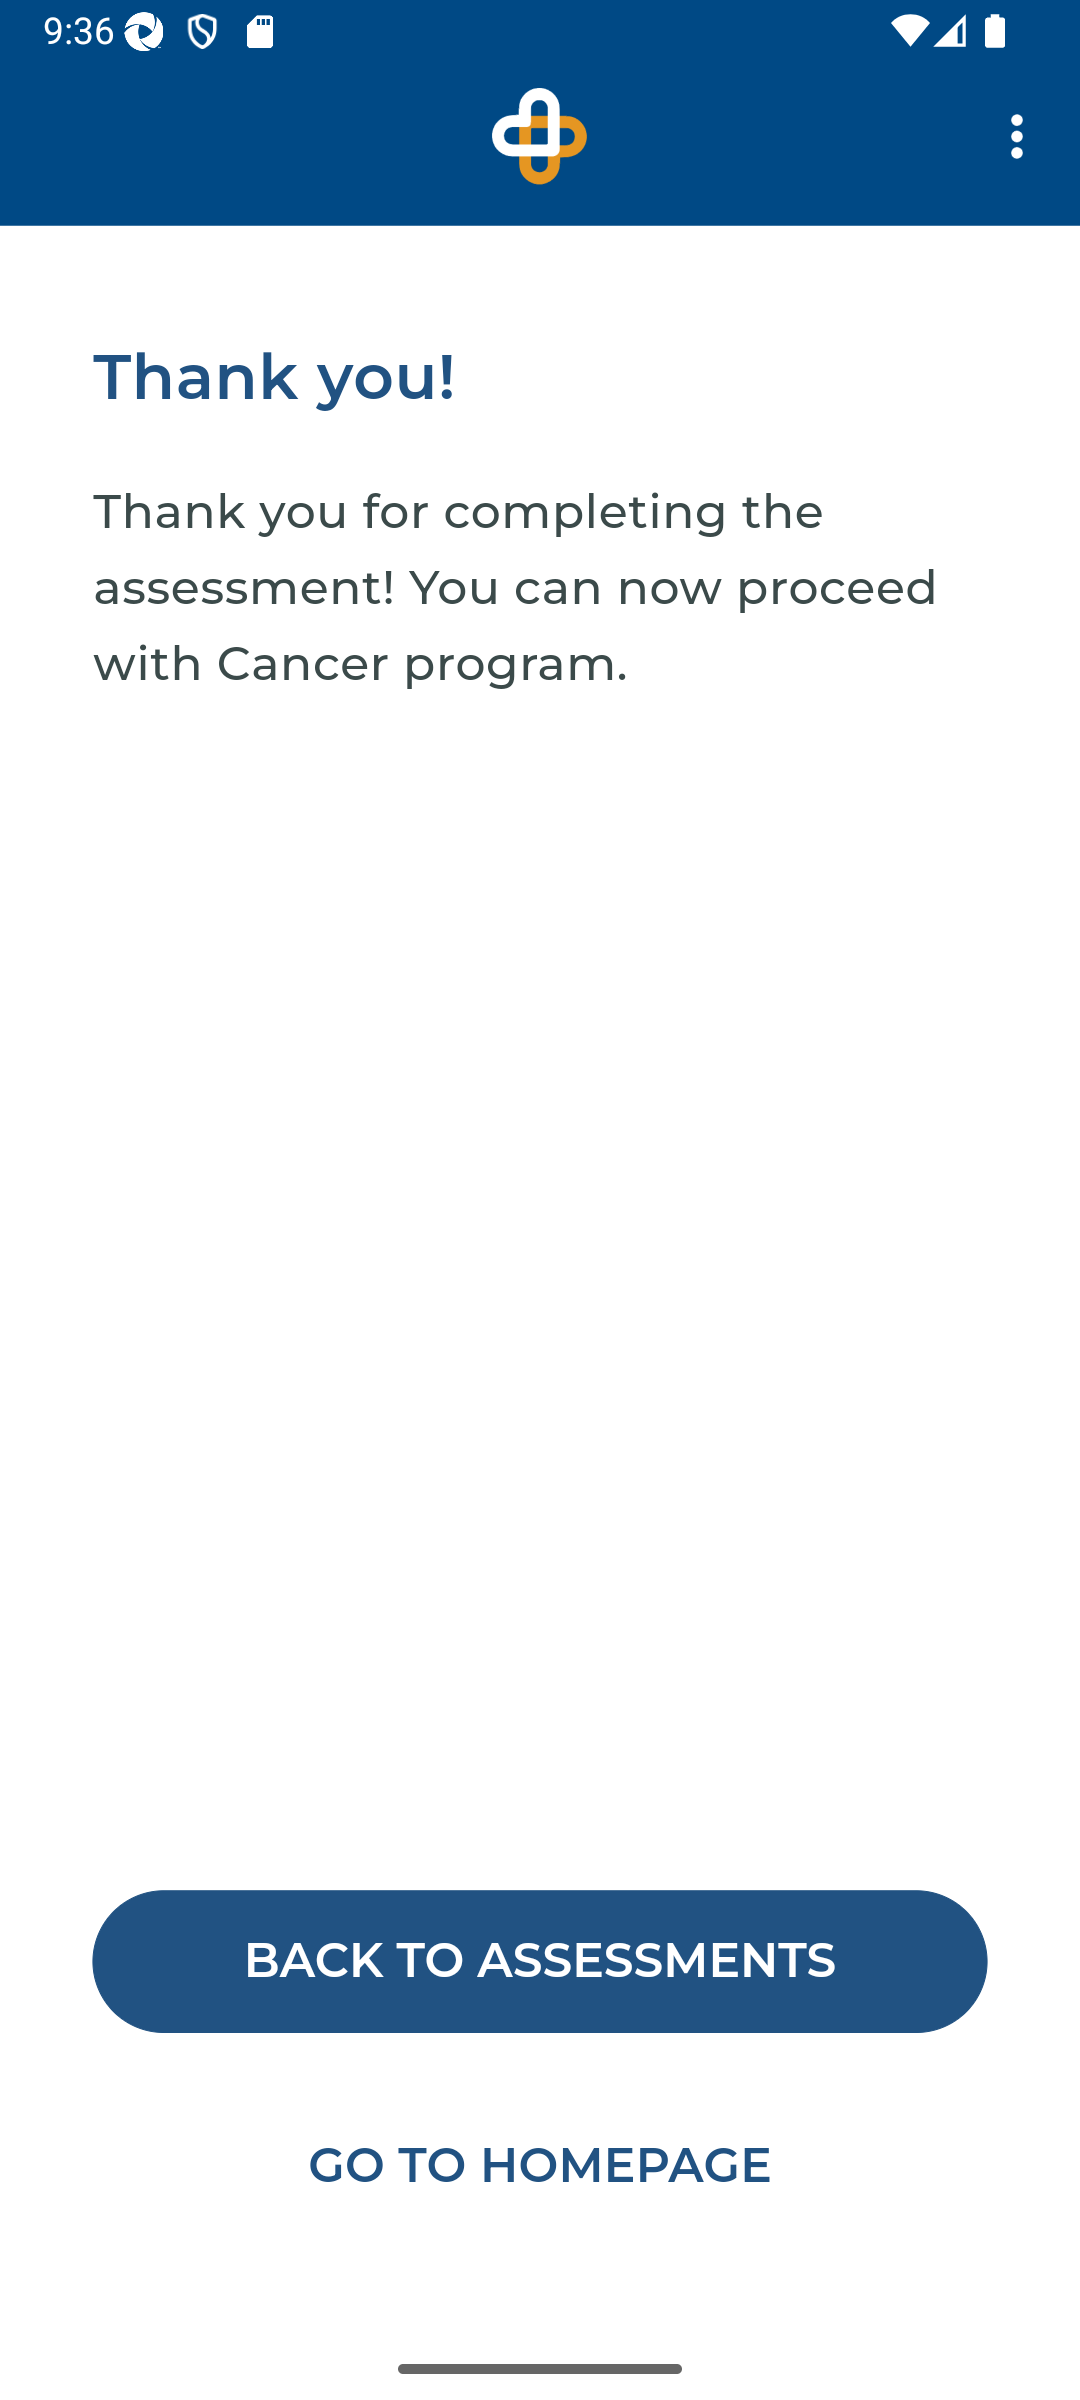 9:36
Thank you!
Thank you for completing the
assessment! You can now proceed
with Cancer program.
BACK TO ASSESSMENTS
GO TO HOMEPAGE